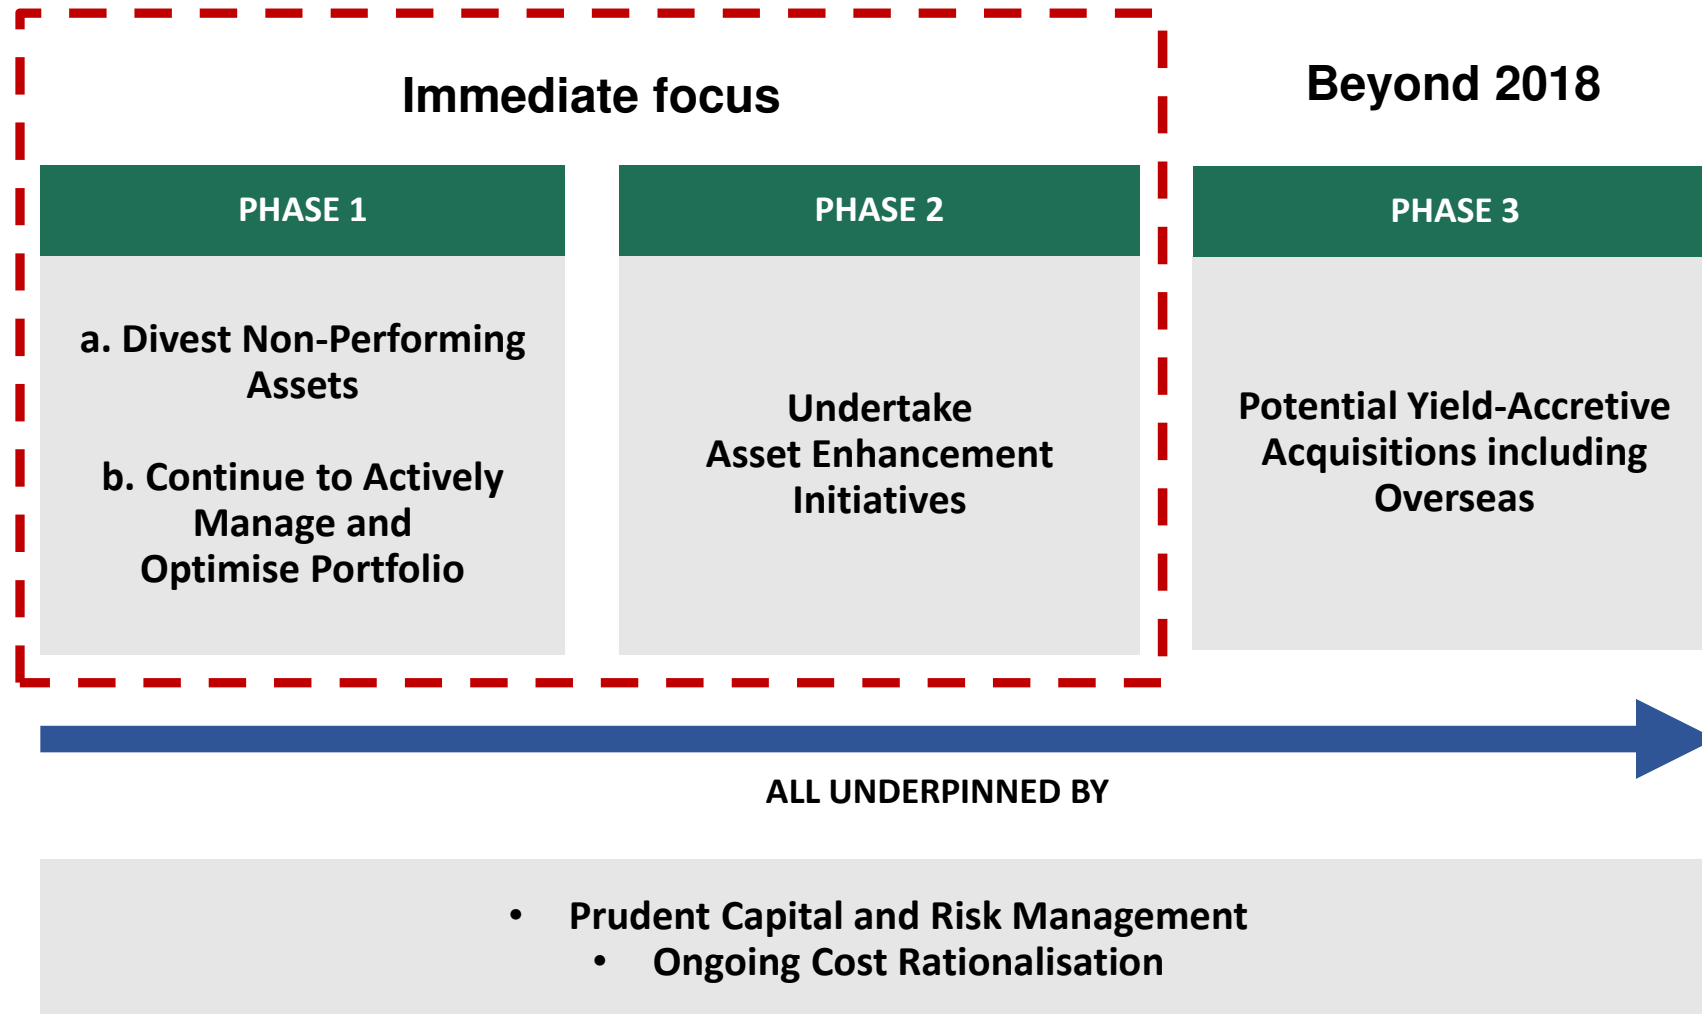 Immediate focus
Beyond 2018
PHASE 1
a. Divest Non-Performing
Assets
b. Continue to Actively
Manage and
Optimise Portfolio
PHASE 2
Undertake
Asset Enhancement
Initiatives
PHASE 3
Potential Yield-Accretive
Acquisitions including
Overseas
ALL UNDERPINNED BY
• Prudent Capital and Risk Management
• Ongoing Cost Rationalisation